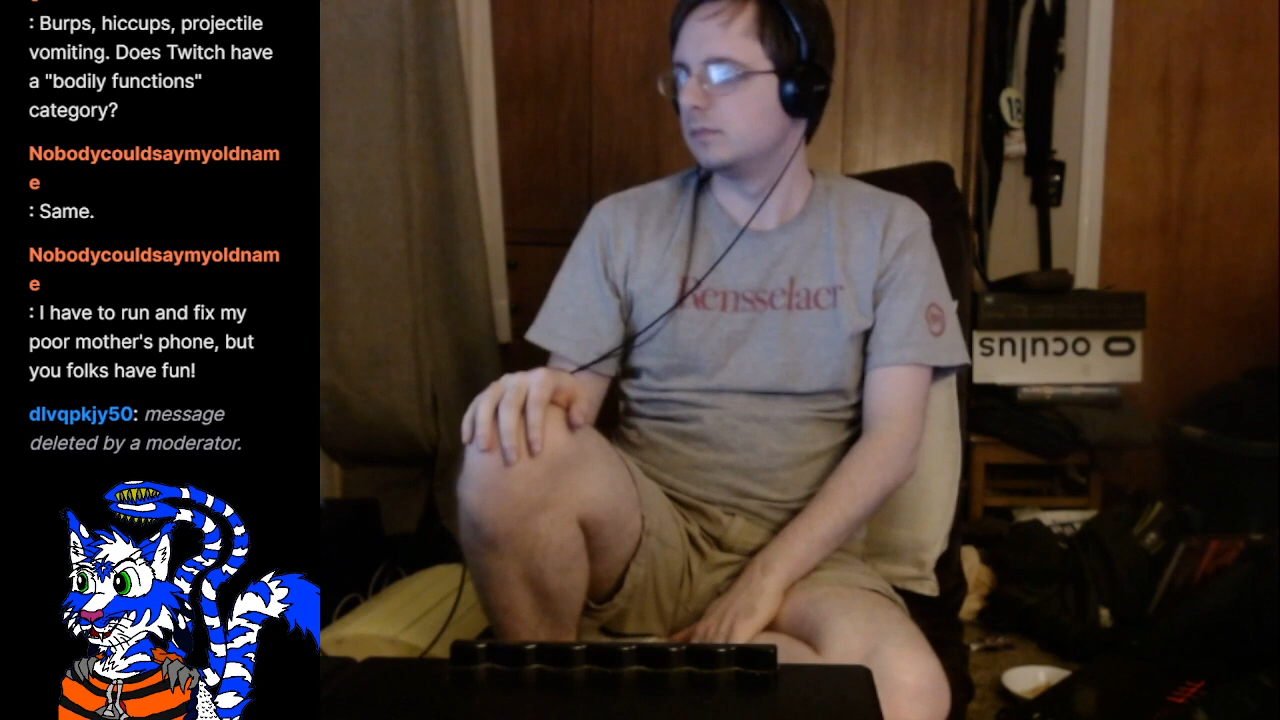 : Burps, hiccups, projectile
vomiting. Does Twitch have
a "bodily functions"
category?
Nobodycouldsaymyoldnam
e
: Same.
Nobodycouldsaymyoldnam
e
: I have to run and fix my
poor mother's phone, but
you folks have fun!
dlvqpkjy50: message
deleted by a moderator.
Rensselaer
oculus
18